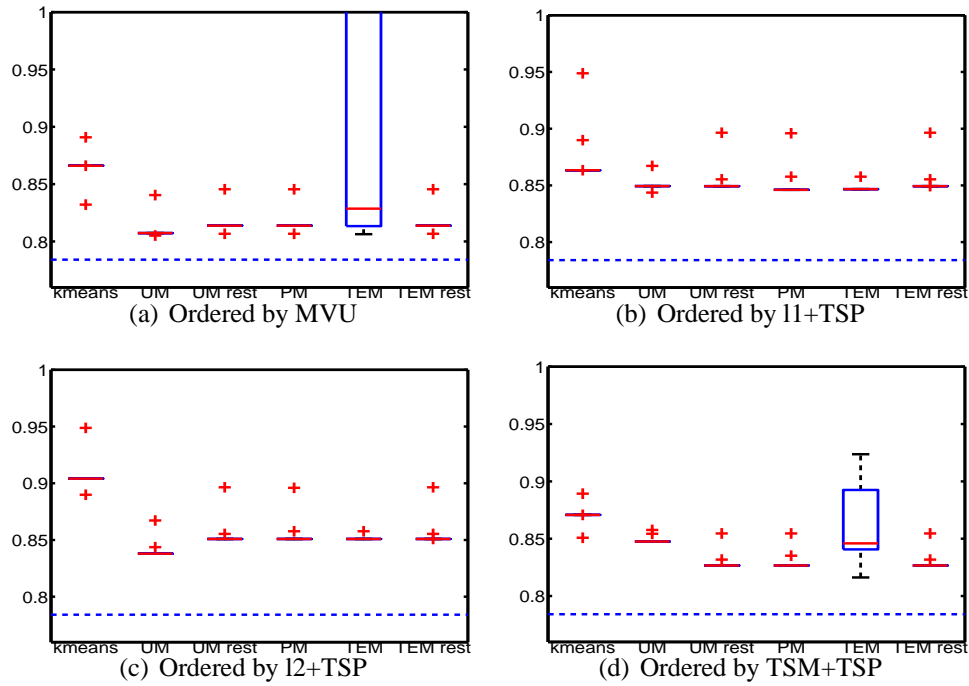 1
0.95
0.9
0.85
0.8
kmeans UM UM rest PM TEM TEM rest
(a) Ordered by MVU
1
0.95
0.9
0.85
0.8
kmeans UM UM rest PM TEM TEM rest
(b) Ordered by l1+TSP
1
0.95
0.9
0.85
0.8
kmeans UM UM rest PM TEM TEM rest
(c) Ordered by l2+TSP
1
0.95
0.9
0.85
0.8
kmeans UM UM rest PM TEM TEM rest
(d) Ordered by TSM+TSP